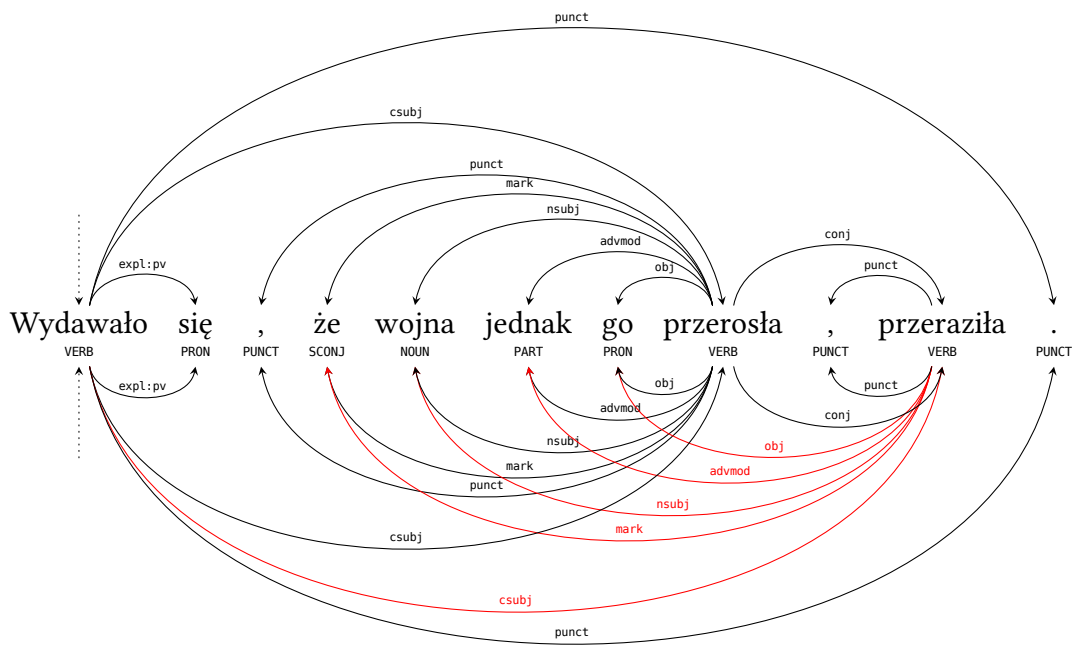 punct
csubj
punct
mark
nsubj
advmod
conj
obj
expl:pv
punct
Wydawało się , że wojna jednak go przerosła , przeraziła .
VERB PRON PUNCT SCONJ NOUN PART PRON VERB PUNCT VERB PUNCT
expl:pv
obj
punct
advmod
conj
nsubj
obj
mark
advmod
punct
nsubj
mark
csubj
csubj
punct